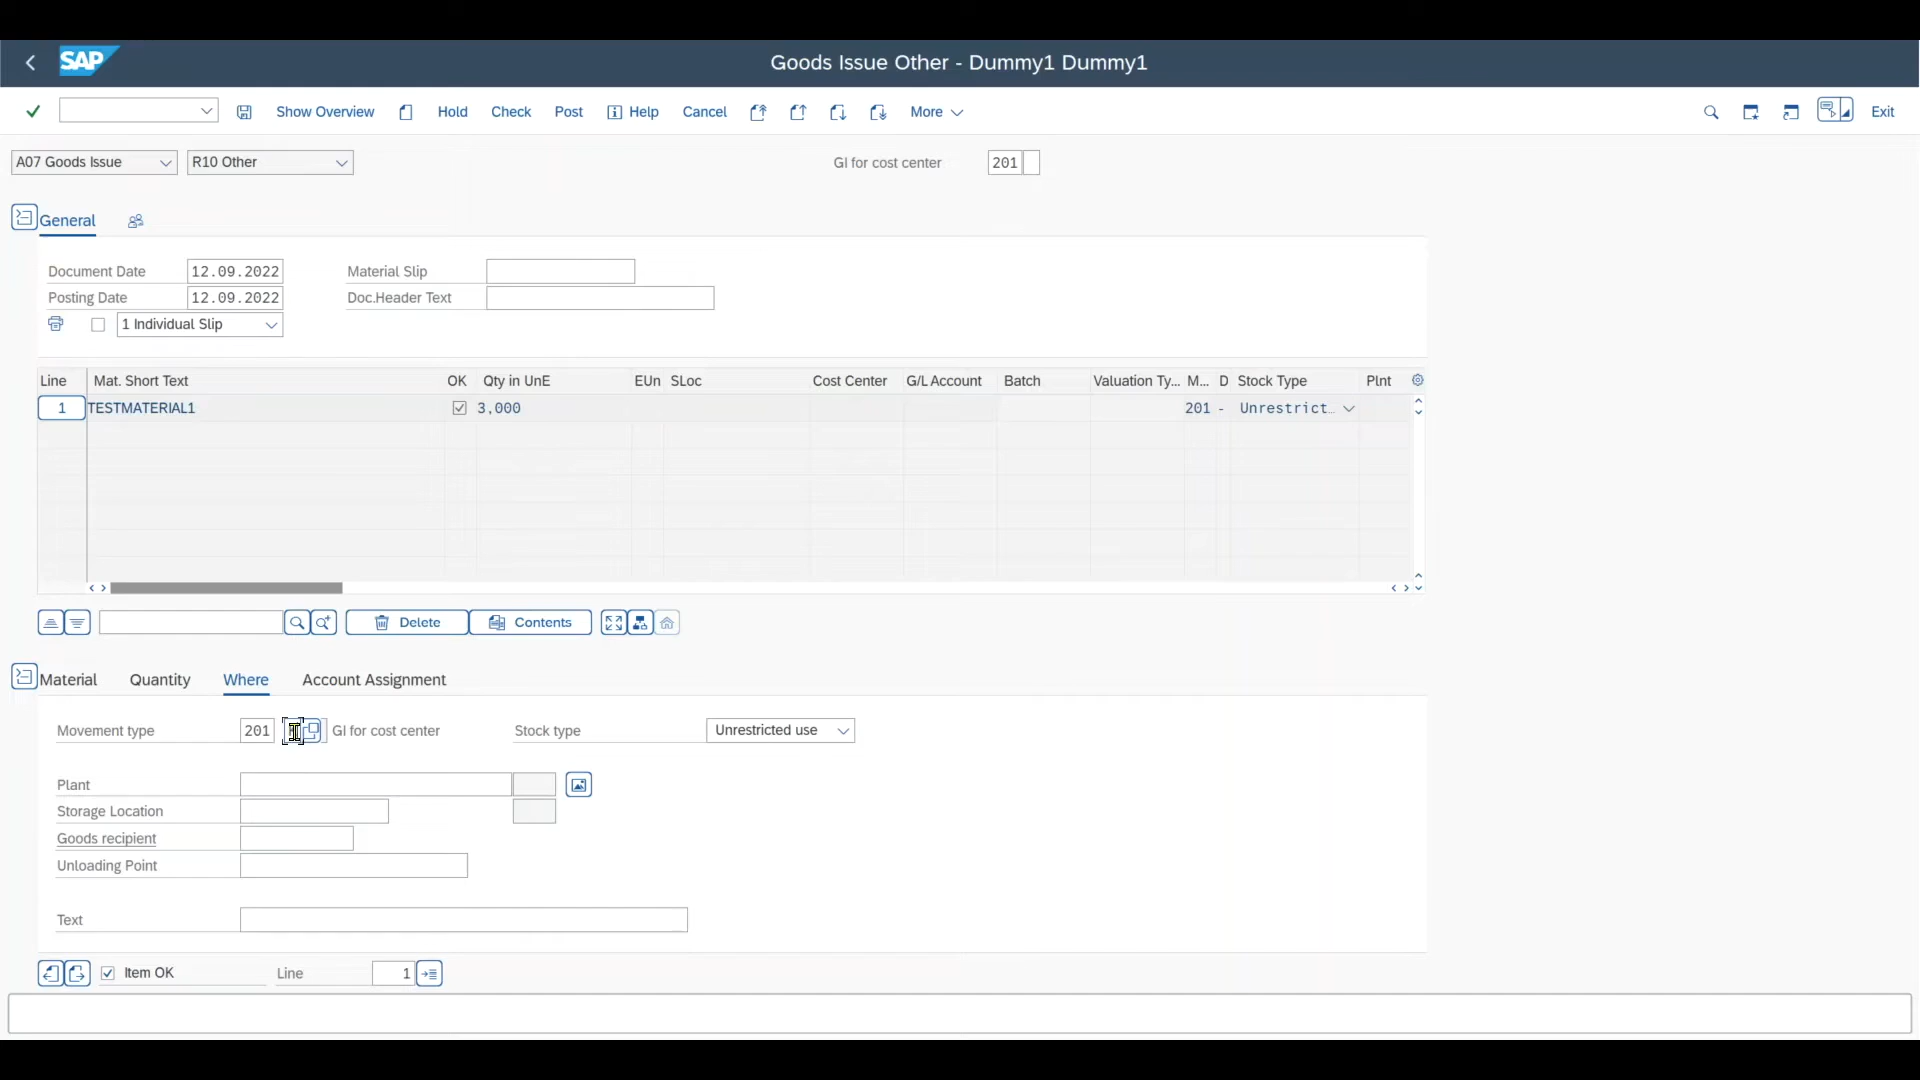 SAP
Goods Issue Other - Dummy1 Dummy1
Show Overview Hold Check Post Help Cancel More Exit
A07 Goods Issue R10 Other GI for cost center 201
General
Document Date 12.09.2022 Material Slip
Posting Date 12.09.2022 Doc.Header Text
1 Individual Slip
Line Mat. Short Text OK Qty in UnE EUn SLoc Cost Center G/L Account Batch Valuation Ty... M... D Stock Type Plnt
1 TESTMATERIAL1 3,000 201 - Unrestrict…
Delete Contents
Material Quantity Where Account Assignment
Movement type 201 GI for cost center Stock type Unrestricted use
Plant
Storage Location
Goods recipient
Unloading Point
Text
Item OK Line 1